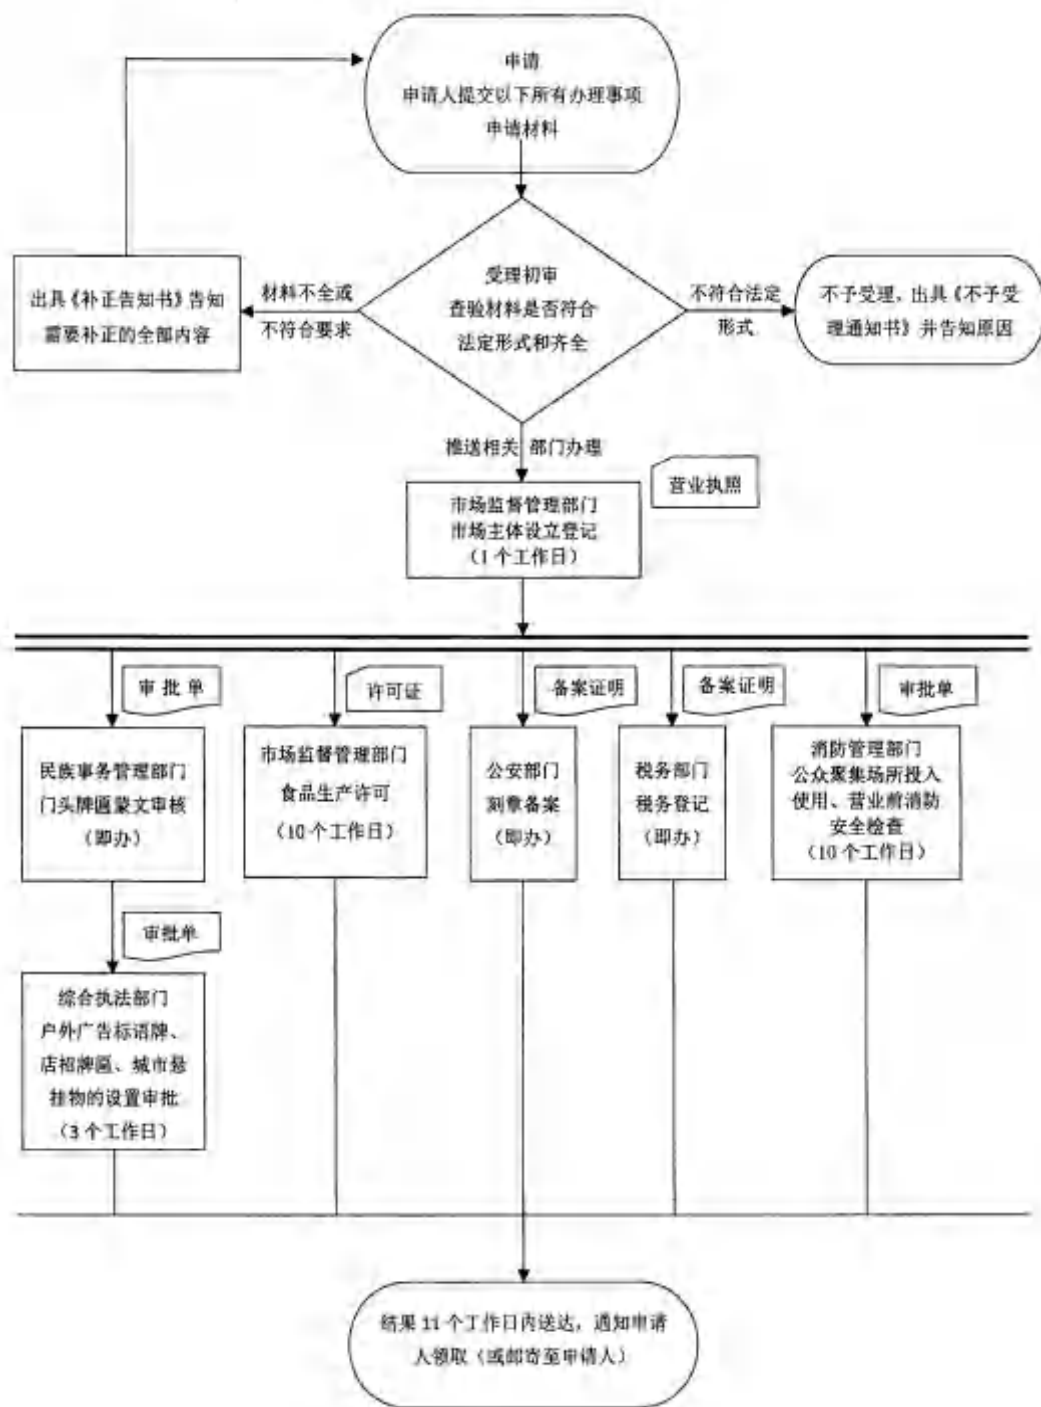 申请
申请人提交以下所有办理事项
申请材料
受理初审
查验材料是否符合
法定形式和齐全
材料不全或
不符合要求
出具《补正告知书》告知
需要补正的全部内容
不符合法定
形式
不予受理、出具《不予受
理通知书》并告知原因
推送相关 部门办理
营业执照
市场监督管理部门
市场主体设立登记
（1 个工作日）
审 批 单
许可证
备案证明
备案证明
审批单
民族事务管理部门
门头牌匾蒙文审核
（即办）
市场监督管理部门
食品生产许可
（10 个工作日）
公安部门
刻章备案
（即办）
税务部门
税务登记
（即办）
消防管理部门
公众聚集场所投入
使用、营业前消防
安全检查
（10 个工作日）
审批单
综合执法部门
户外广告标语牌、
店招牌匾、城市悬
挂物的设置审批
（3 个工作日）
结果 11 个工作日内送达，通知申请
人领取（或邮寄至申请人）